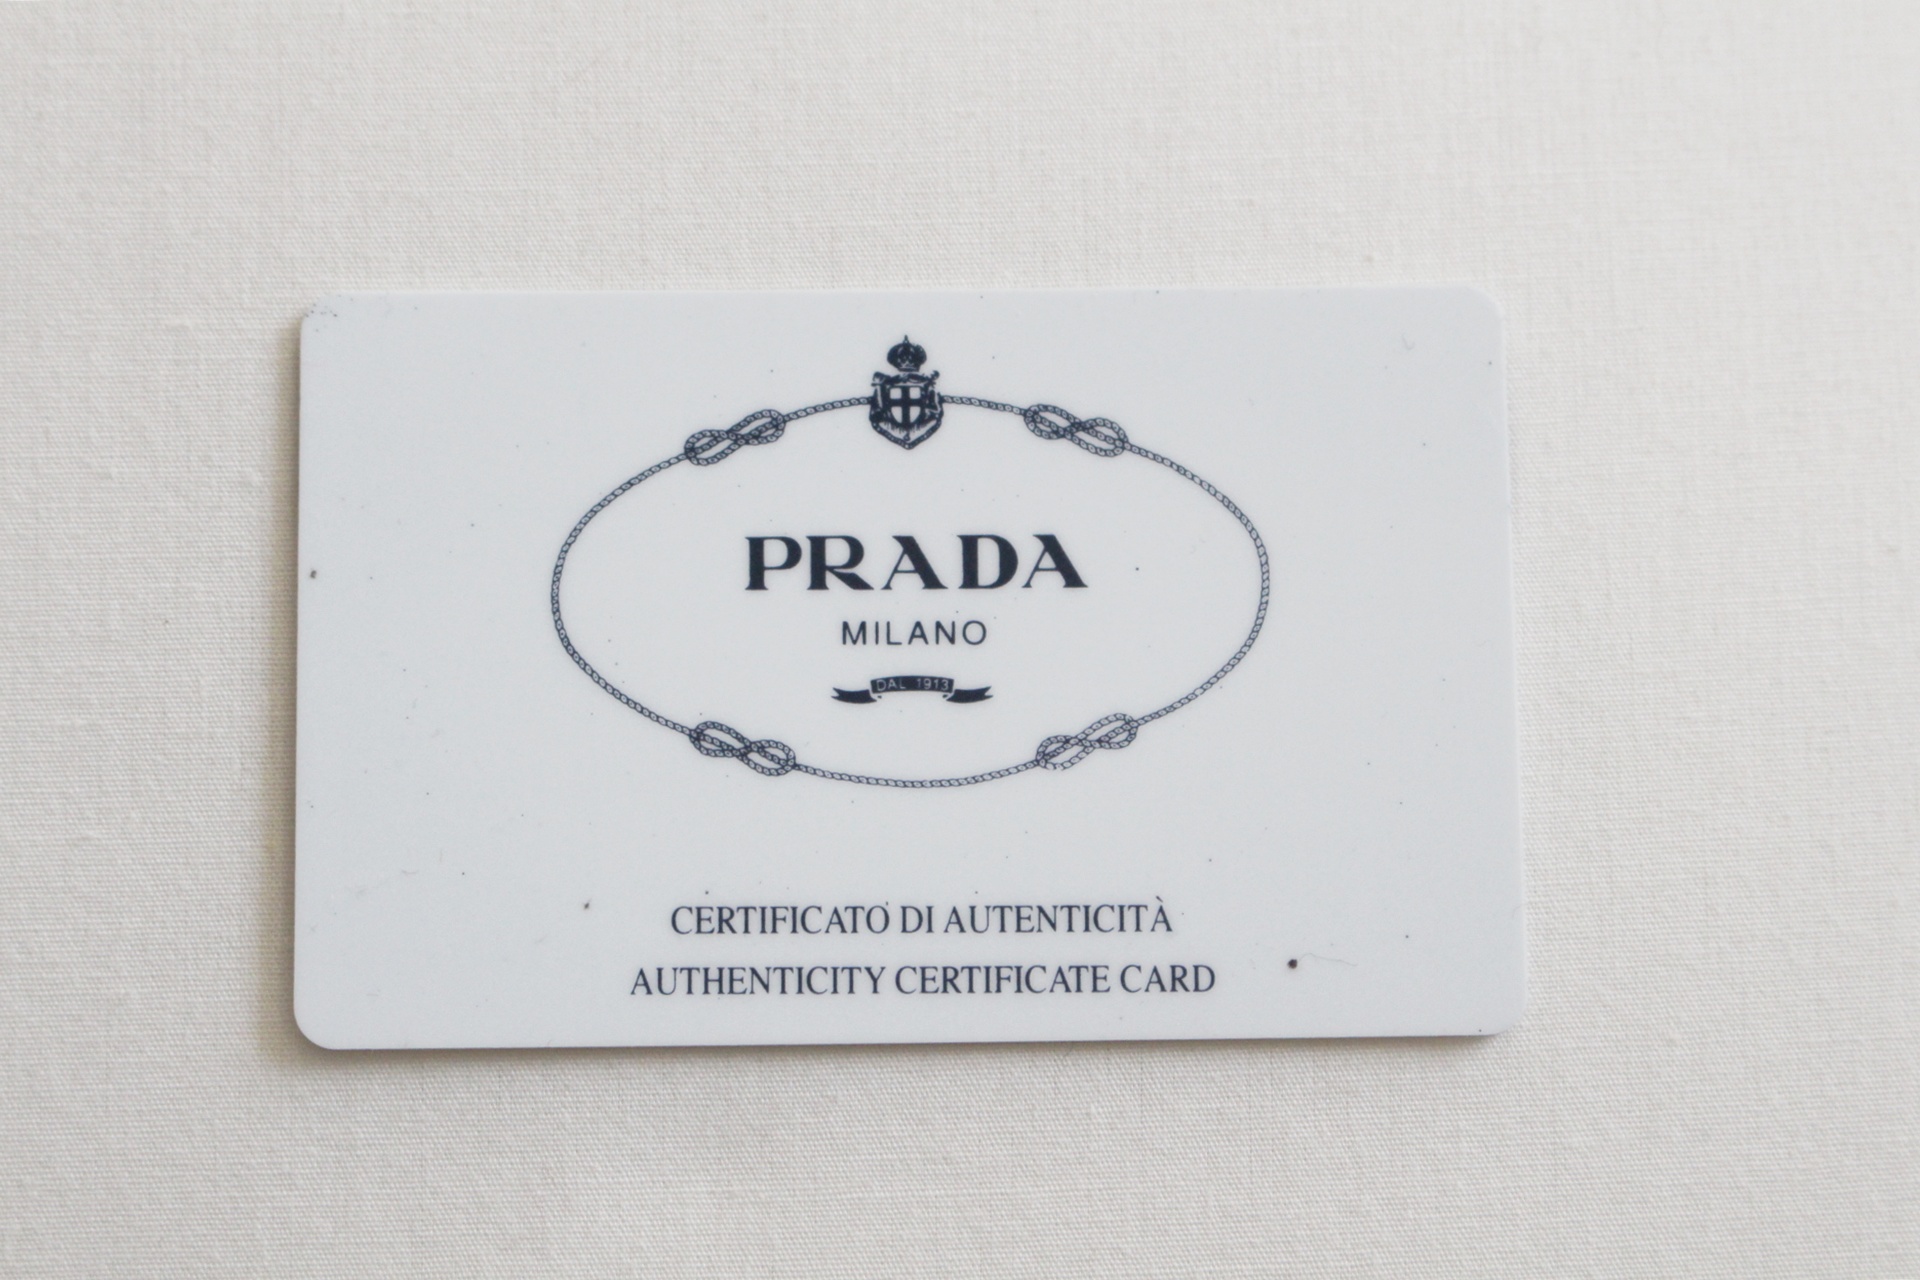 PRADA
MILANO
DAL 1913
CERTIFICATO DI AUTENTICITÀ
AUTHENTICITY CERTIFICATE CARD